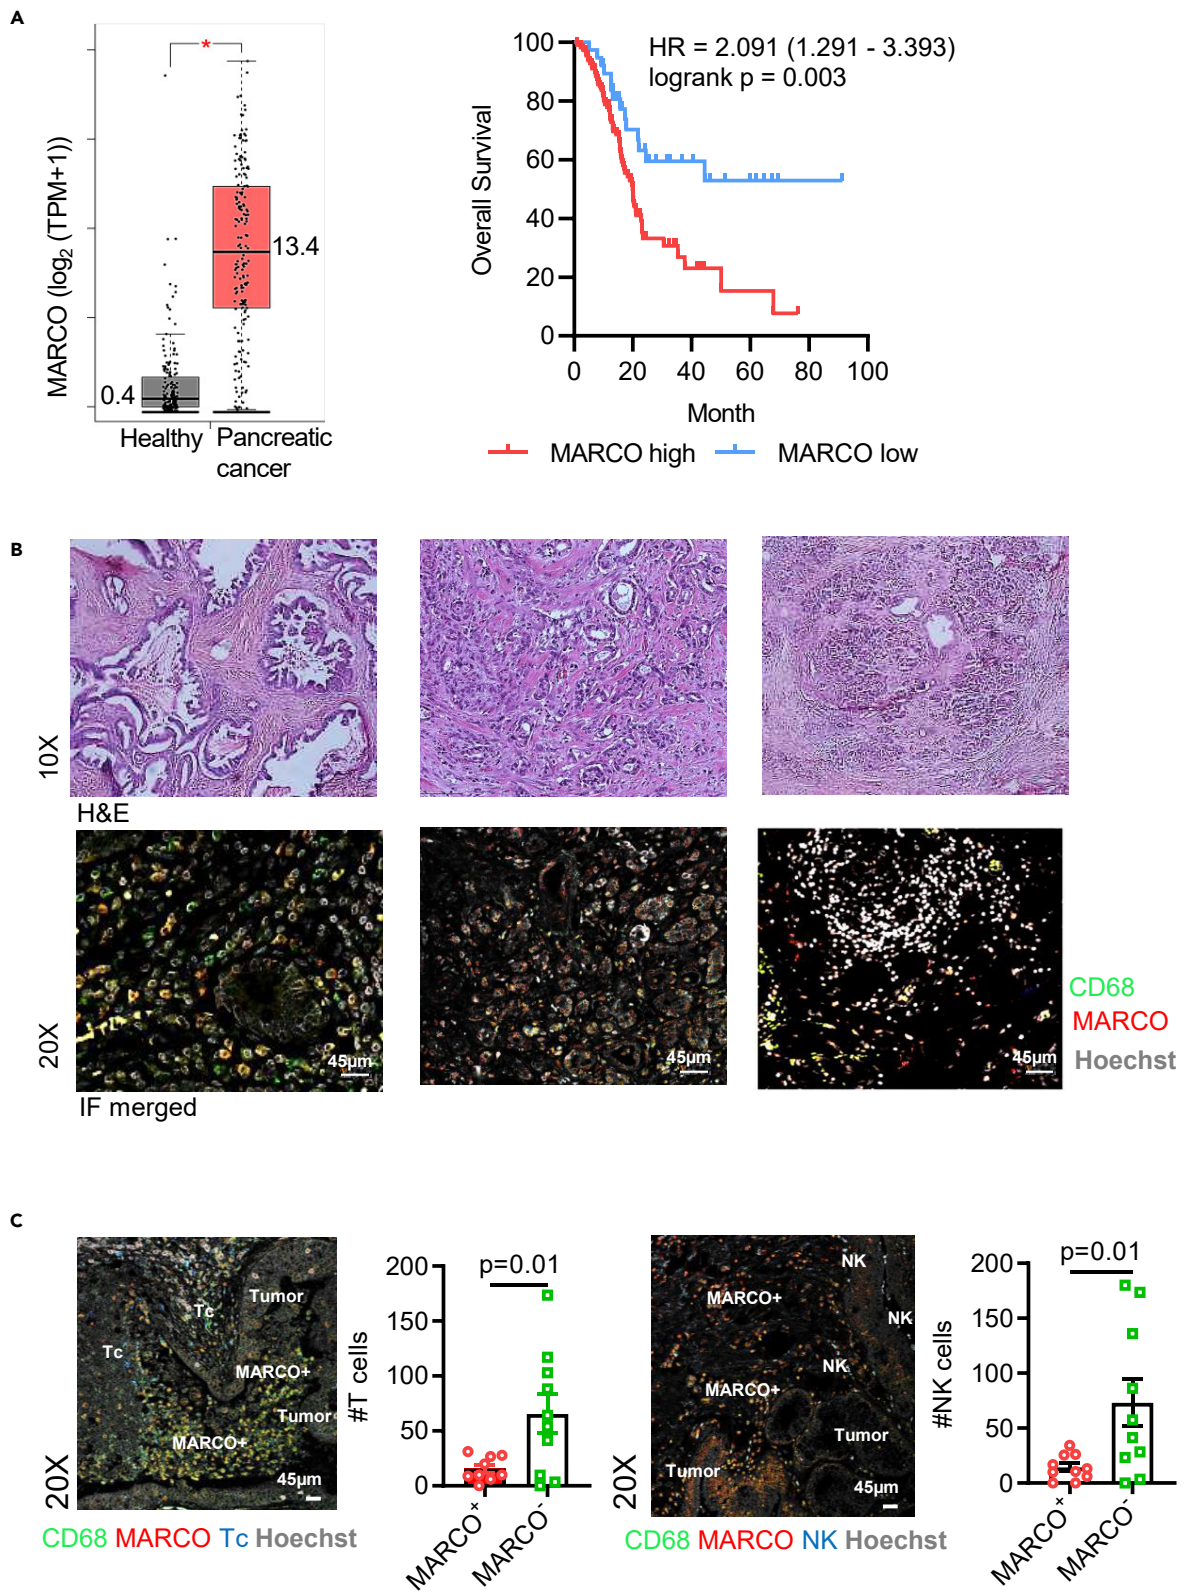 A
*
MARCO (log2 (TPM+1))
13.4
0.4
Healthy
Pancreatic
cancer
HR = 2.091 (1.291 - 3.393)
logrank p = 0.003
Overall Survival
100
80
60
40
20
0
0 20 40 60 80 100
Month
MARCO high MARCO low
B
10X
H&E
20X
45µm
45µm
45µm
IF merged
CD68
MARCO
Hoechst
C
20X
Tc
Tumor
Tc
MARCO+
Tumor
MARCO+
45µm
CD68 MARCO Tc Hoechst
#T cells
200
150
100
50
0
p=0.01
MARCO+
MARCO-
20X
NK
MARCO+
NK
NK
MARCO+
Tumor
Tumor
45µm
CD68 MARCO NK Hoechst
#NK cells
200
150
100
50
0
p=0.01
MARCO+
MARCO-